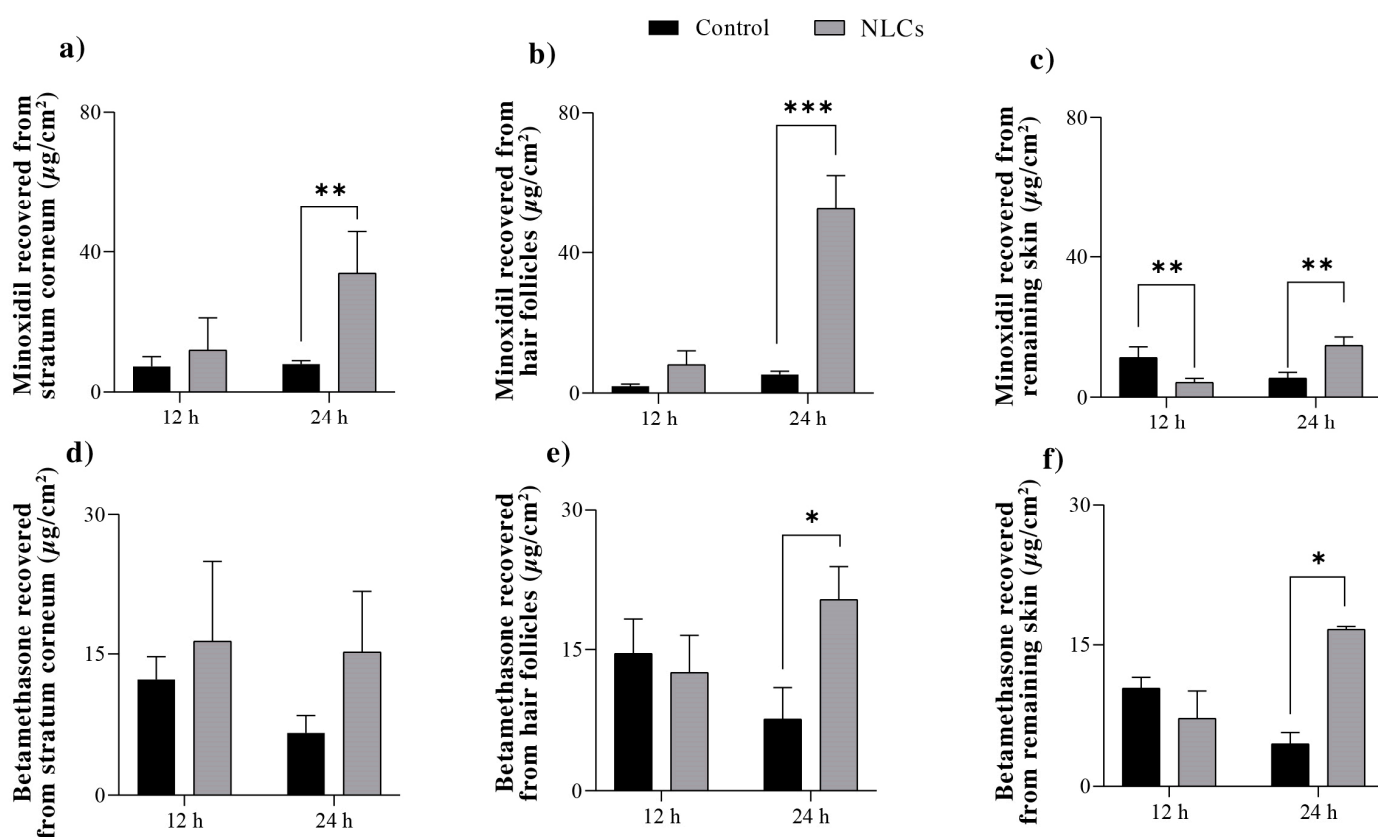 Control NLCs
a)
Minoxidil recovered from
stratum corneum (µg/cm²)
80
40
0
**
12 h 24 h
b)
Minoxidil recovered from
hair follicles (µg/cm²)
80
40
0
***
12 h 24 h
c)
Minoxidil recovered from
remaining skin (µg/cm²)
80
40
0
** **
12 h 24 h
d)
Betamethasone recovered
from stratum corneum (µg/cm²)
30
15
0
12 h 24 h
e)
Betamethasone recovered
from hair follicles (µg/cm²)
30
15
0
*
12 h 24 h
f)
Betamethasone recovered
from remaining skin (µg/cm²)
30
15
0
*
12 h 24 h